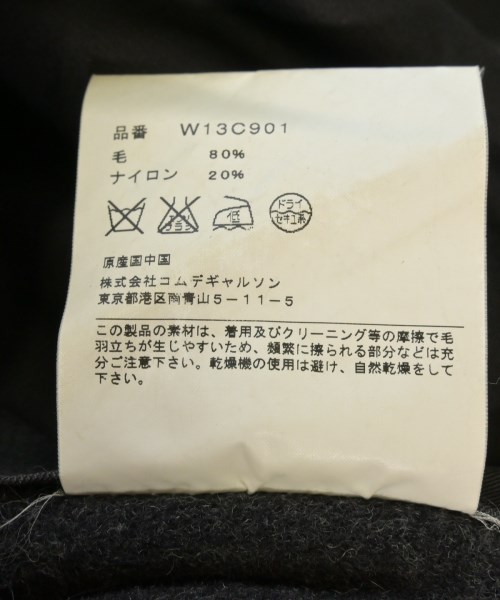 品番 W13C901
毛 80%
ナイロン 20%
エンソ サラシ 低 ドライ セキユ系
原産国中国
株式会社コムデギャルソン
東京都港区南青山5-11-5
この製品の素材は、着用及びクリーニング等の摩擦で毛
羽立ちが生じやすいため、頻繁に擦られる部分などは充
分ご注意下さい。乾燥機の使用は避け、自然乾燥をして
下さい。